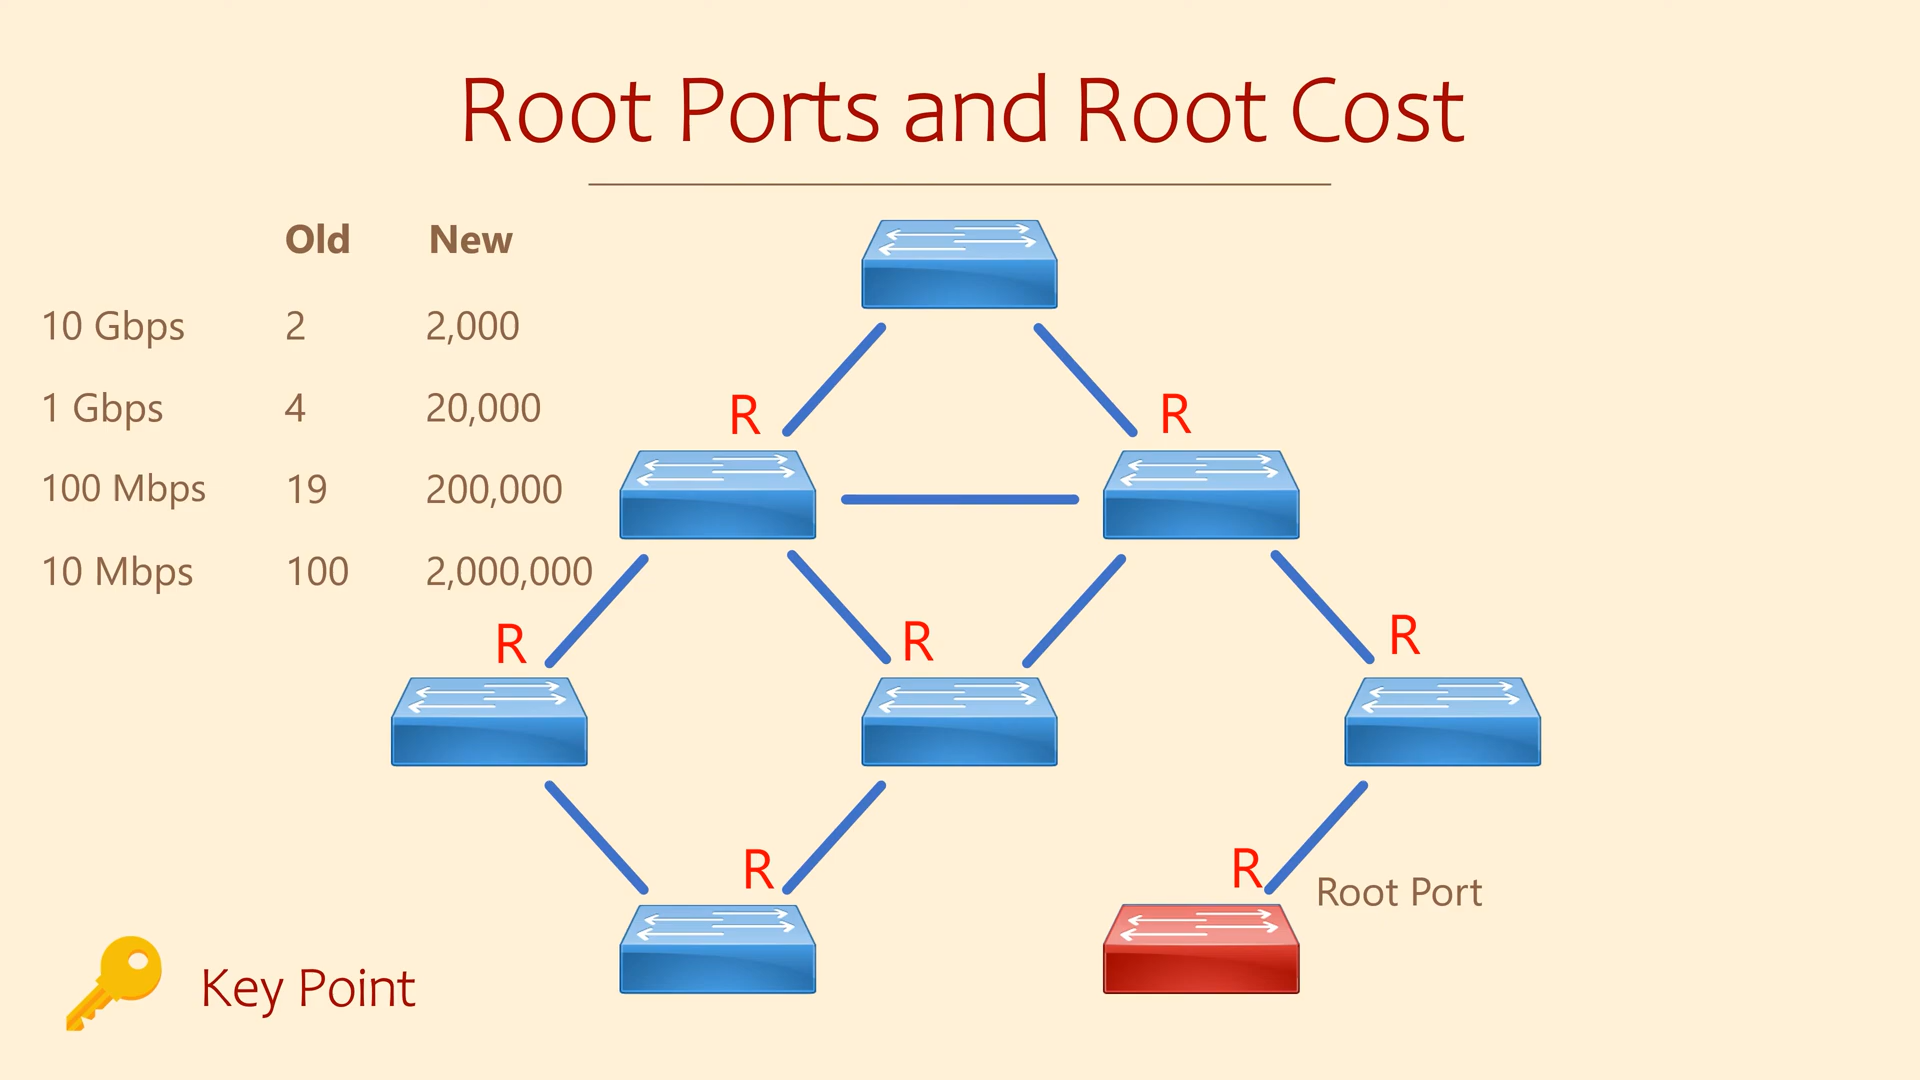 Root Ports and Root Cost
Old New
10 Gbps 2 2,000
1 Gbps 4 20,000
100 Mbps 19 200,000
10 Mbps 100 2,000,000
R R
R R R
R R
Root Port
Key Point